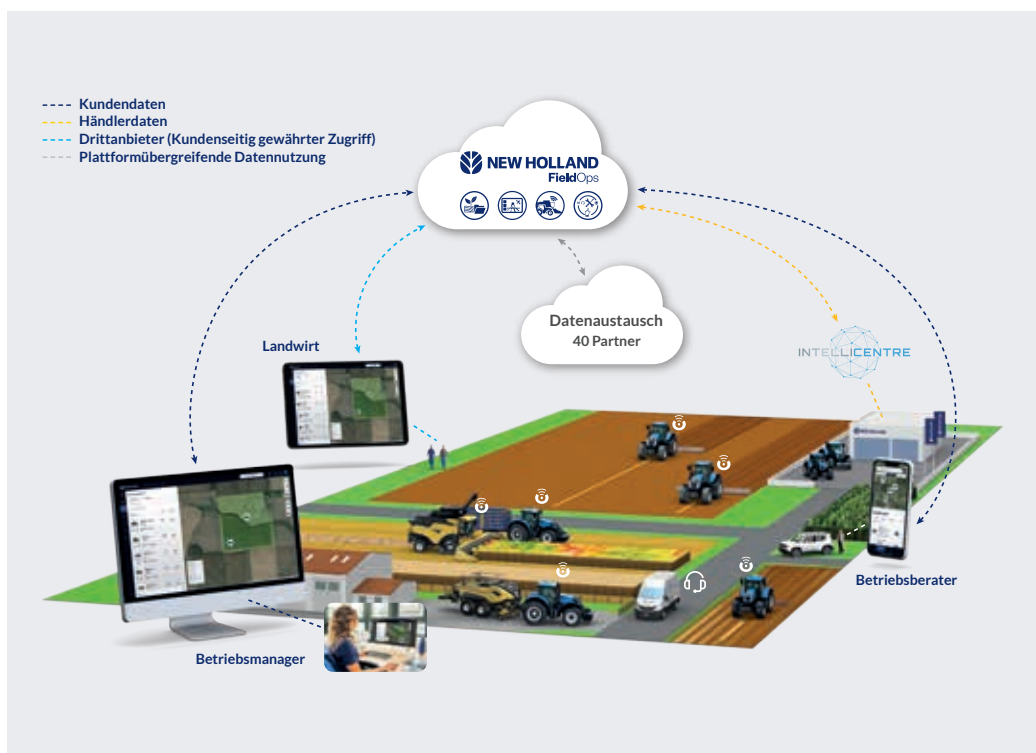 Kundendaten
Händlerdaten
Drittanbieter (Kundenseitig gewährter Zugriff)
Plattformübergreifende Datennutzung
NEW HOLLAND
FieldOps
Datenaustausch
40 Partner
Landwirt
INTELLICENTRE
Betriebsberater
Betriebsmanager